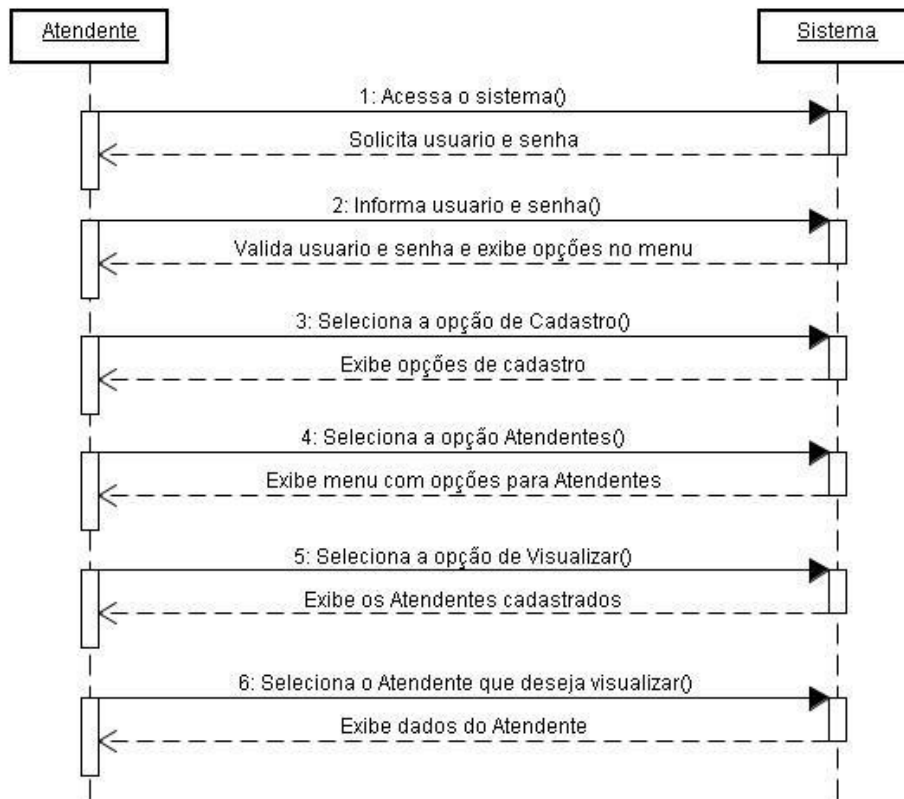 Atendente
Sistema
1: Acessa o sistema()
Solicita usuario e senha
2: Informa usuario e senha()
Valida usuario e senha e exibe opções no menu
3: Seleciona a opção de Cadastro()
Exibe opções de cadastro
4: Seleciona a opção Atendentes()
Exibe menu com opções para Atendentes
5: Seleciona a opção de Visualizar()
Exibe os Atendentes cadastrados
6: Seleciona o Atendente que deseja visualizar()
Exibe dados do Atendente